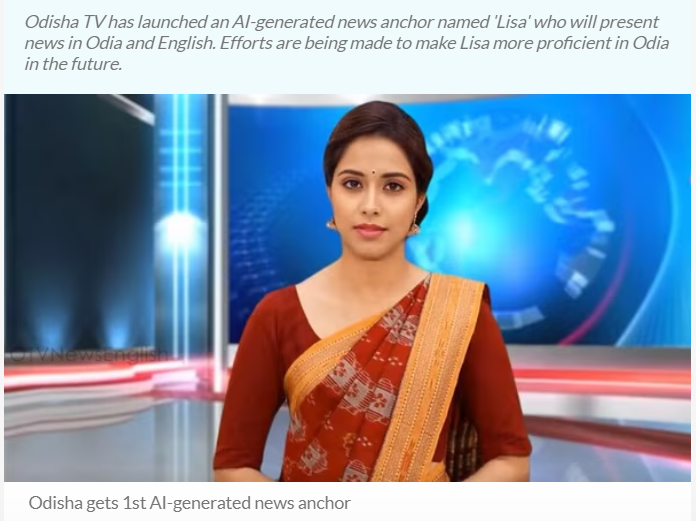 Odisha TV has launched an AI-generated news anchor named 'Lisa' who will present
news in Odia and English. Efforts are being made to make Lisa more proficient in Odia
in the future.
OTVNewsEnglish
Odisha gets 1st AI-generated news anchor